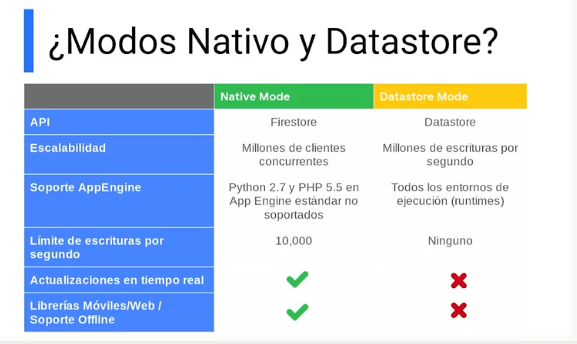 ¿Modos Nativo y Datastore?
Native Mode
Datastore Mode
API
Firestore
Datastore
Escalabilidad
Millones de clientes
concurrentes
Millones de escrituras por
segundo
Soporte AppEngine
Python 2.7 y PHP 5.5 en
App Engine estándar no
soportados
Todos los entornos de
ejecución (runtimes)
Límite de escrituras por
segundo
10,000
Ninguno
Actualizaciones en tiempo real
Librerías Móviles/Web /
Soporte Offline